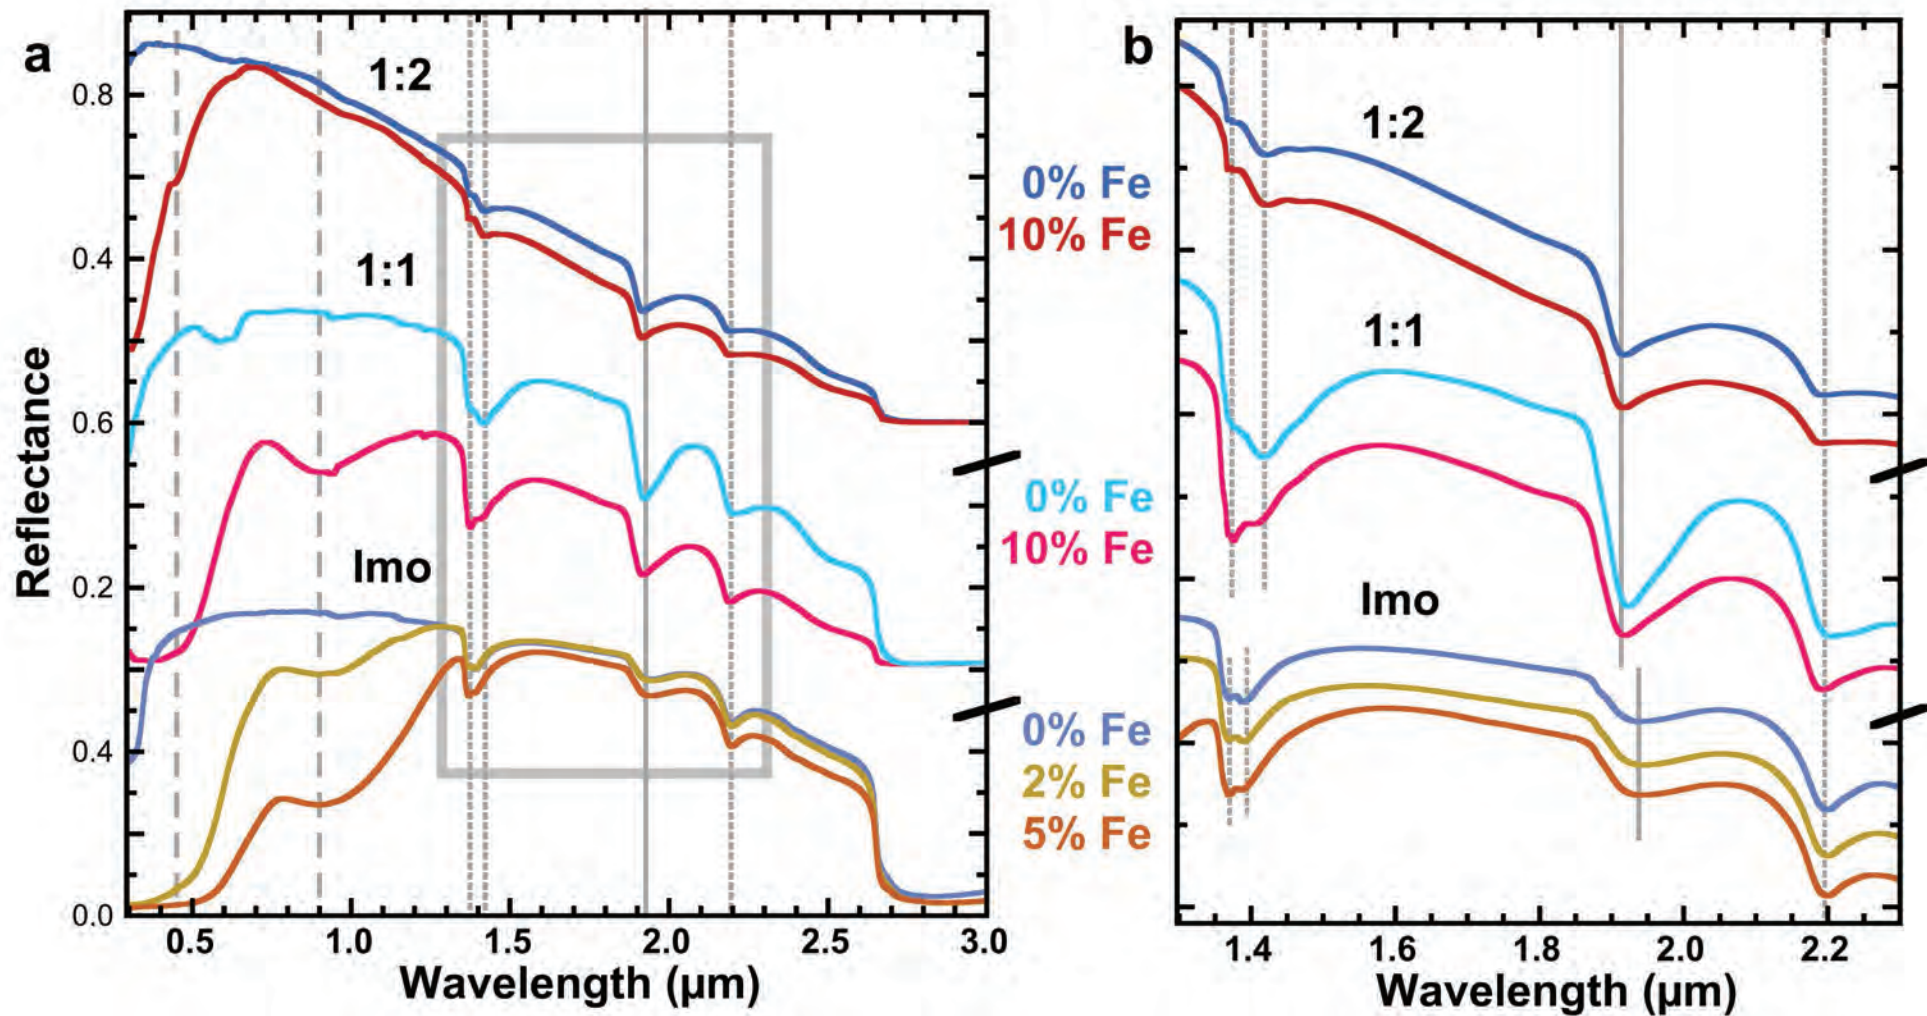 a
1:2
1:1
Imo
Reflectance
0.8
0.4
0.6
0.2
0.4
0.0
0.5 1.0 1.5 2.0 2.5 3.0
Wavelength (µm)
0% Fe
10% Fe
0% Fe
10% Fe
0% Fe
2% Fe
5% Fe
b
1:2
1:1
Imo
1.4 1.6 1.8 2.0 2.2
Wavelength (µm)